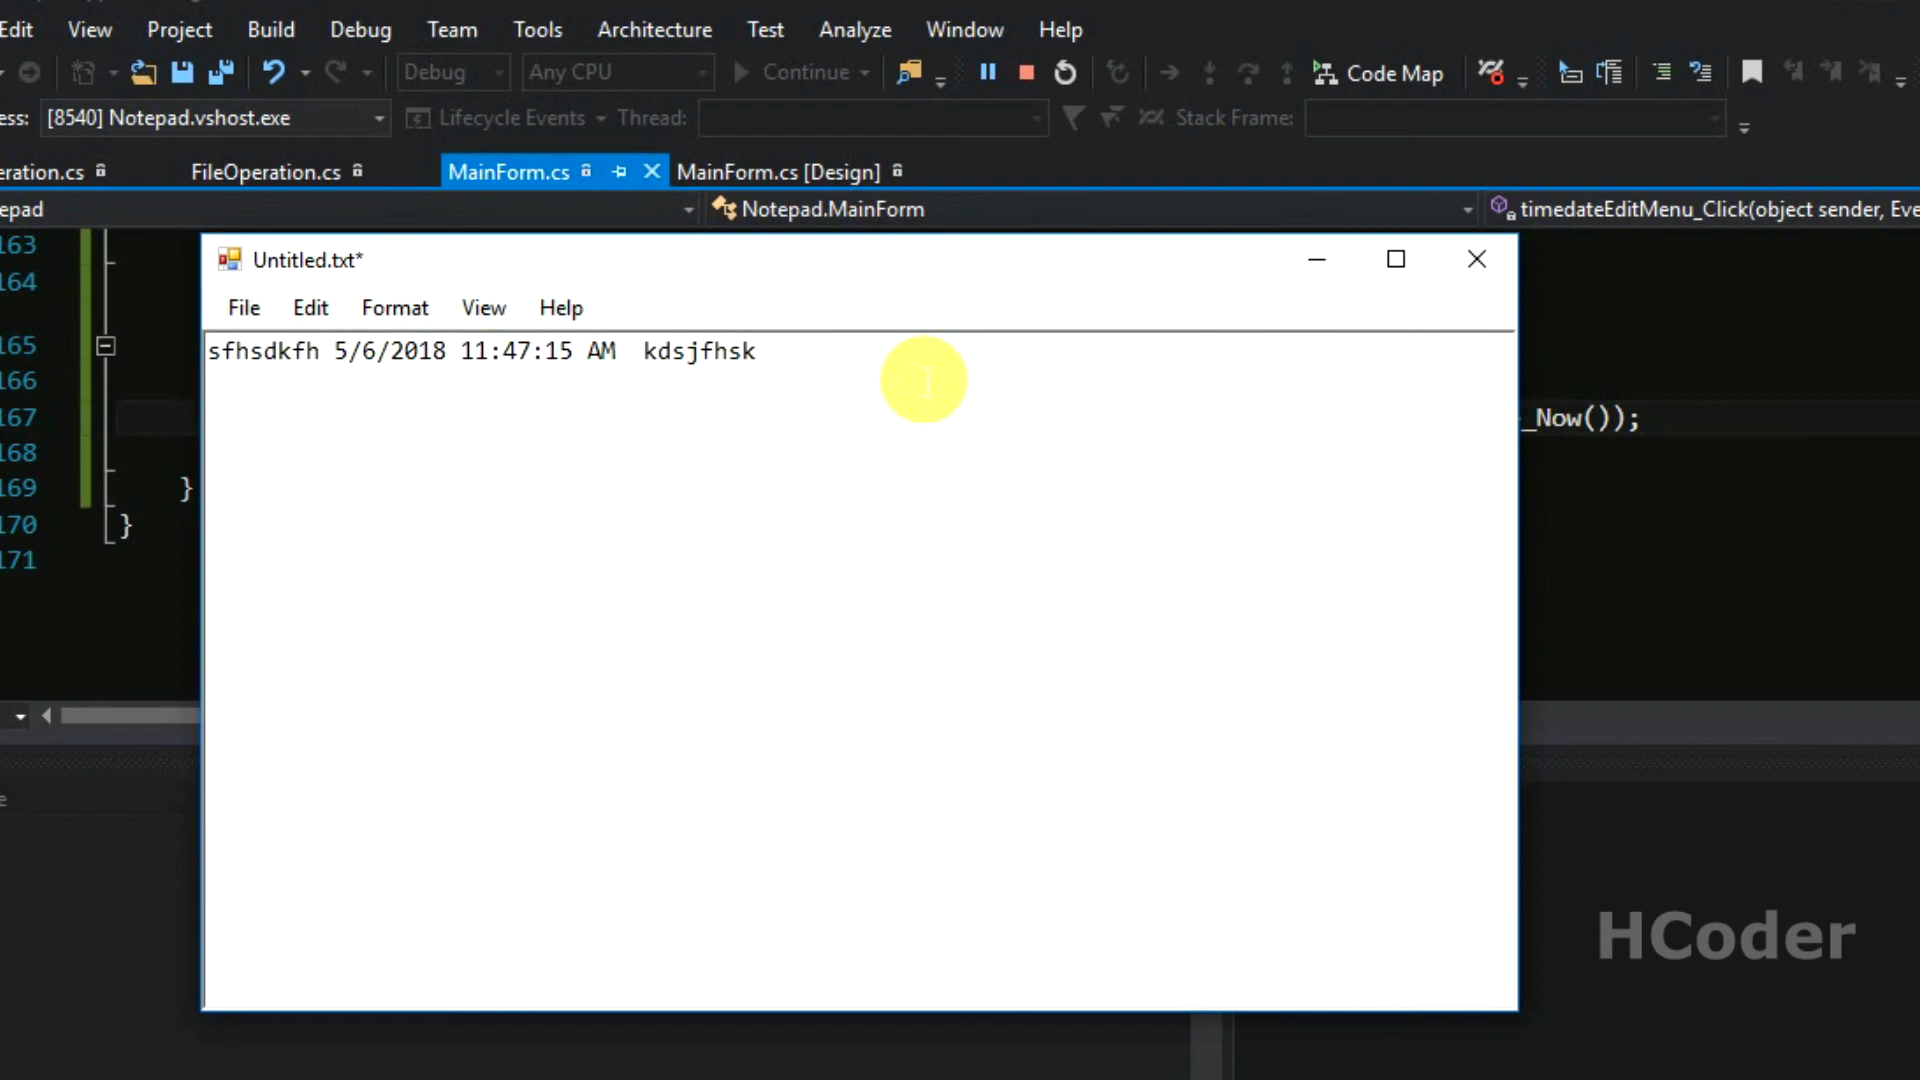 Edit View Project Build Debug Team Tools Architecture Test Analyze Window Help
Debug Any CPU Continue Code Map
ess: [8540] Notepad.vshost.exe Lifecycle Events Thread: Stack Frame:
eration.cs FileOperation.cs MainForm.cs MainForm.cs [Design]
epad Notepad.MainForm timedateEditMenu_Click(object sender, Eve
163
Untitled.txt*
164
File Edit Format View Help
165
sfhsdkfh 5/6/2018 11:47:15 AM  kdsjfhsk
166
167 _Now());
168
169 }
170 }
171
e
HCoder